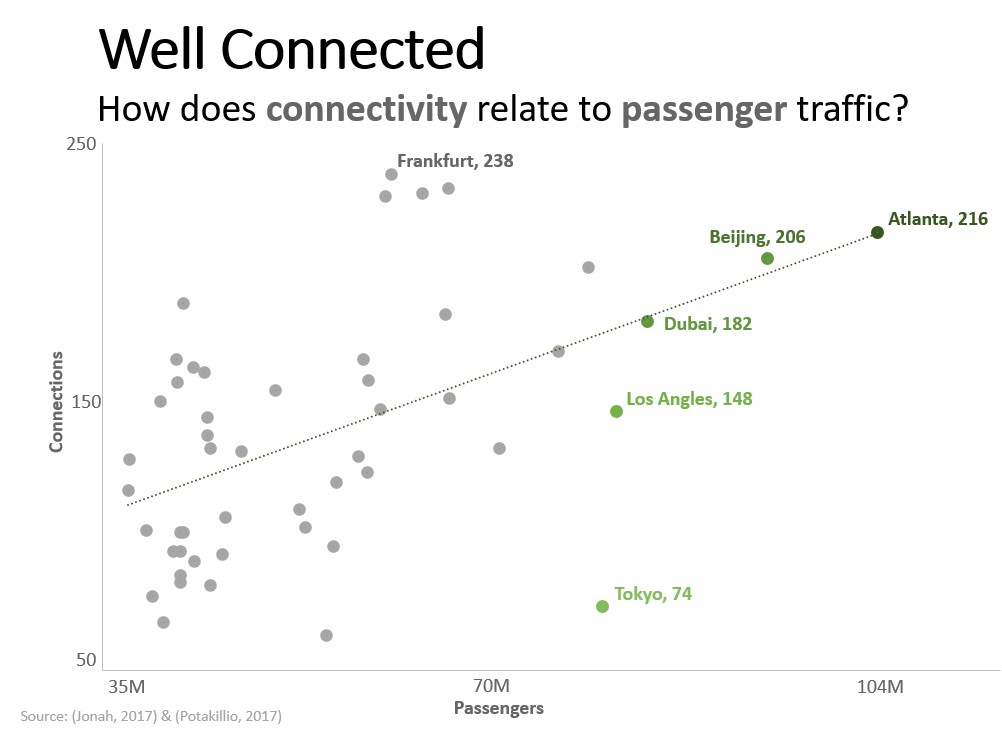 Well Connected
How does connectivity relate to passenger traffic?
250
Frankfurt, 238
Atlanta, 216
Beijing, 206
Dubai, 182
Connections
150
Los Angles, 148
Tokyo, 74
50
35M
70M
104M
Passengers
Source: (Jonah, 2017) & (Potakillio, 2017)